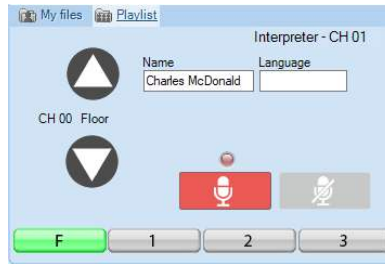 My files Playlist
Interpreter - CH 01
Name Language
Charles McDonald
CH 00 Floor
F 1 2 3